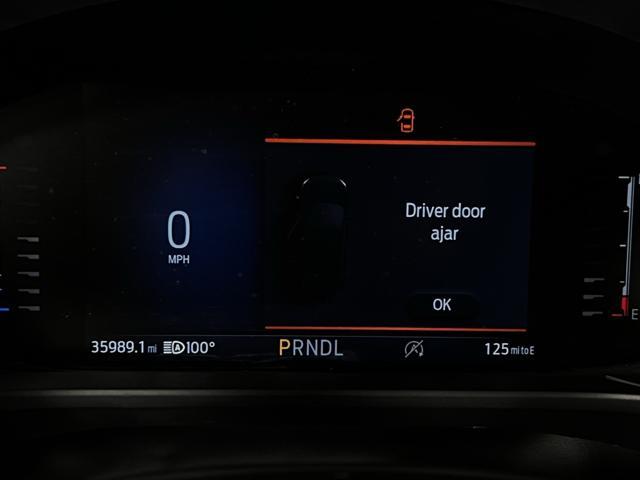 Driver door
ajar
0
MPH
OK
E
35989.1 mi A 100° PRNDL A 125 mi to E